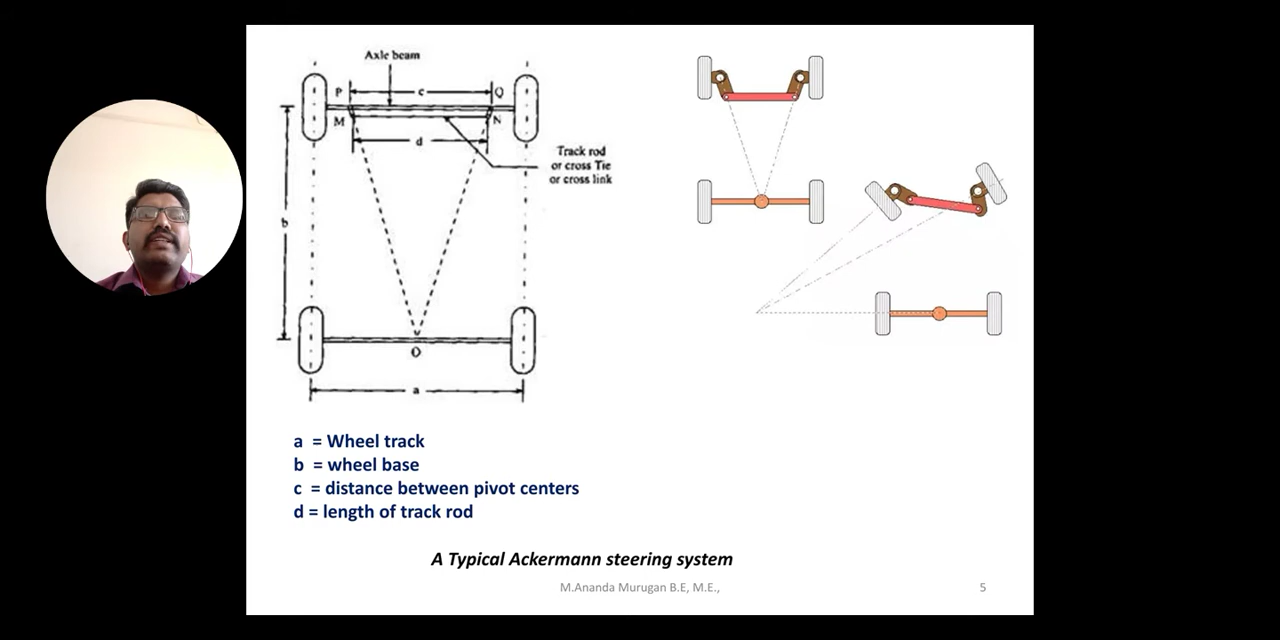 Axle beam
P
c
Q
M
N
d
Track rod
or cross Tie
or cross link
b
O
a
a = Wheel track
b = wheel base
c = distance between pivot centers
d = length of track rod
A Typical Ackermann steering system
M.Ananda Murugan B.E, M.E.,
5